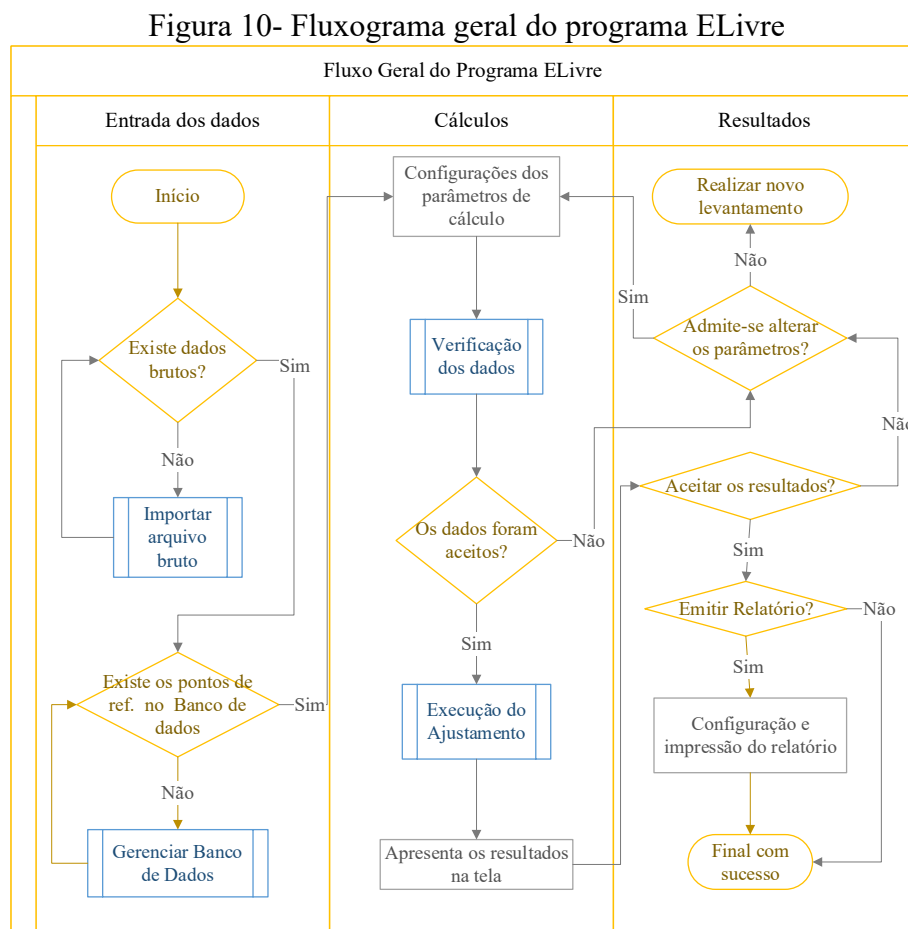 Figura 10- Fluxograma geral do programa ELivre
Fluxo Geral do Programa ELivre
Entrada dos dados
Cálculos
Resultados
Início
Existe dados
brutos?
Sim
Não
Importar
arquivo
bruto
Existe os pontos de
ref. no Banco de
dados
Sim
Não
Gerenciar Banco
de Dados
Configurações dos
parâmetros de
cálculo
Verificação
dos dados
Os dados foram
aceitos?
Não
Sim
Execução do
Ajustamento
Apresenta os resultados
na tela
Realizar novo
levantamento
Não
Sim
Admite-se alterar
os parâmetros?
Não
Aceitar os resultados?
Sim
Emitir Relatório?
Não
Sim
Configuração e
impressão do relatório
Final com
sucesso